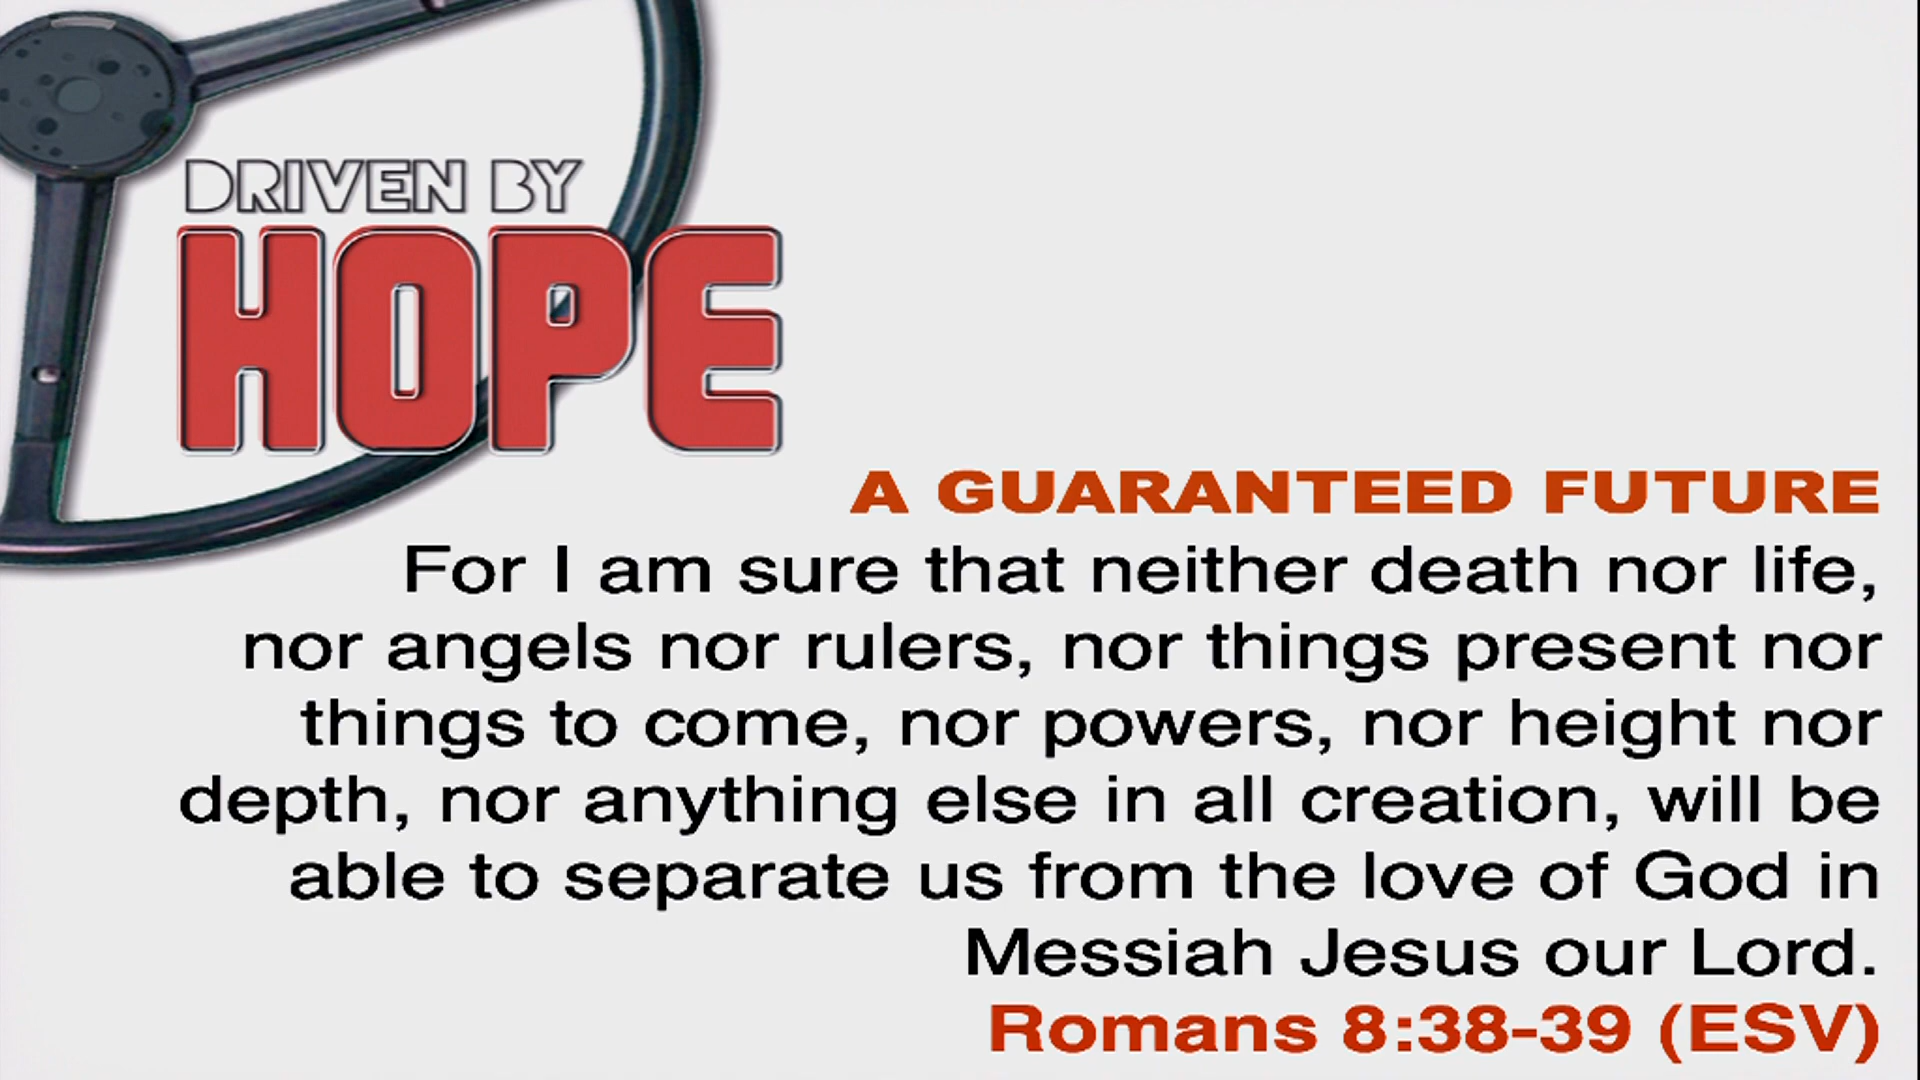 DRIVEN BY
HOPE
A GUARANTEED FUTURE
For I am sure that neither death nor life,
nor angels nor rulers, nor things present nor
things to come, nor powers, nor height nor
depth, nor anything else in all creation, will be
able to separate us from the love of God in
Messiah Jesus our Lord.
Romans 8:38-39 (ESV)